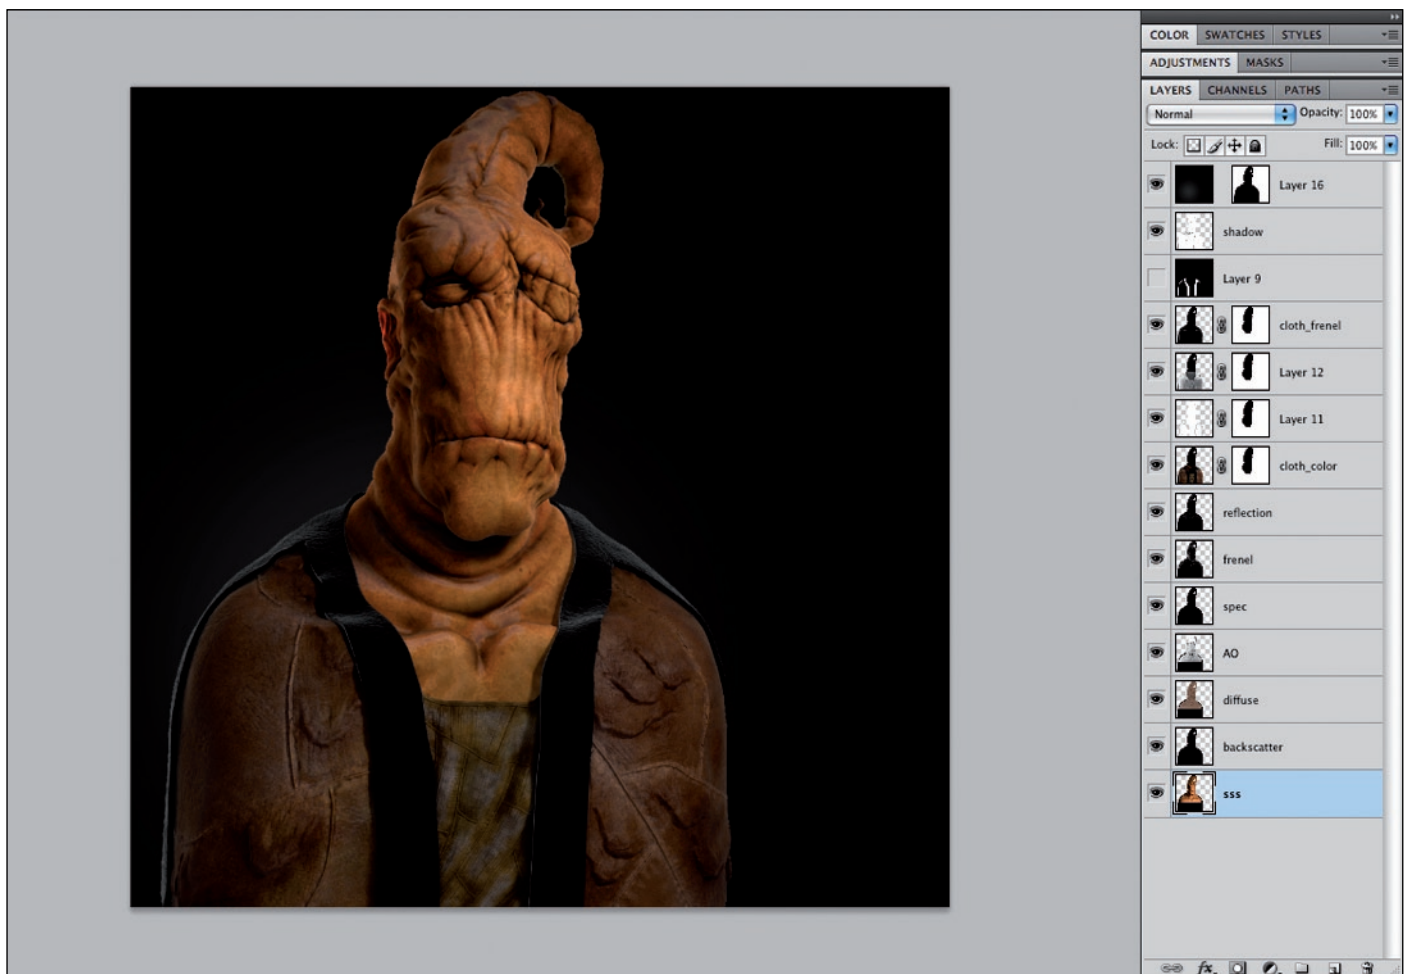 COLOR SWATCHES STYLES
ADJUSTMENTS MASKS
LAYERS CHANNELS PATHS
Normal Opacity: 100%
Lock: Fill: 100%
Layer 16
shadow
Layer 9
cloth_frenel
Layer 12
Layer 11
cloth_color
reflection
frenel
spec
AO
diffuse
backscatter
sss
fx